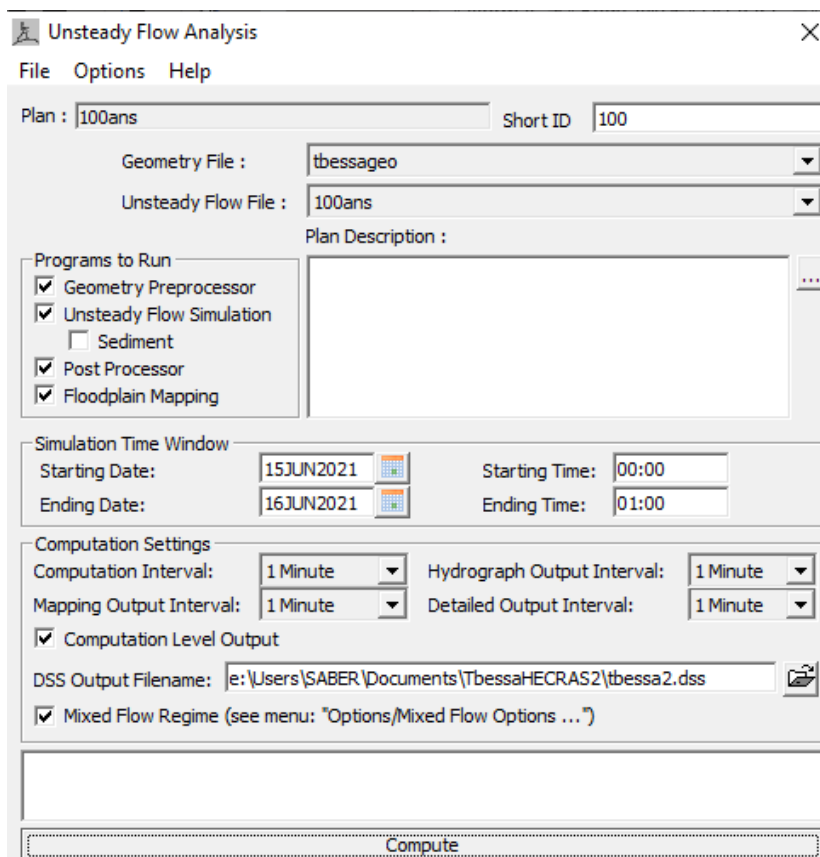 Unsteady Flow Analysis
File Options Help
Plan : 100ans Short ID 100
Geometry File : tbessageo
Unsteady Flow File : 100ans
Plan Description :
Programs to Run
Geometry Preprocessor
Unsteady Flow Simulation
Sediment
Post Processor
Floodplain Mapping
...
Simulation Time Window
Starting Date: 15JUN2021 Starting Time: 00:00
Ending Date: 16JUN2021 Ending Time: 01:00
Computation Settings
Computation Interval: 1 Minute Hydrograph Output Interval: 1 Minute
Mapping Output Interval: 1 Minute Detailed Output Interval: 1 Minute
Computation Level Output
DSS Output Filename: e:\Users\SABER\Documents\TbessaHECRAS2\tbessa2.dss
Mixed Flow Regime (see menu: "Options/Mixed Flow Options ...")
Compute